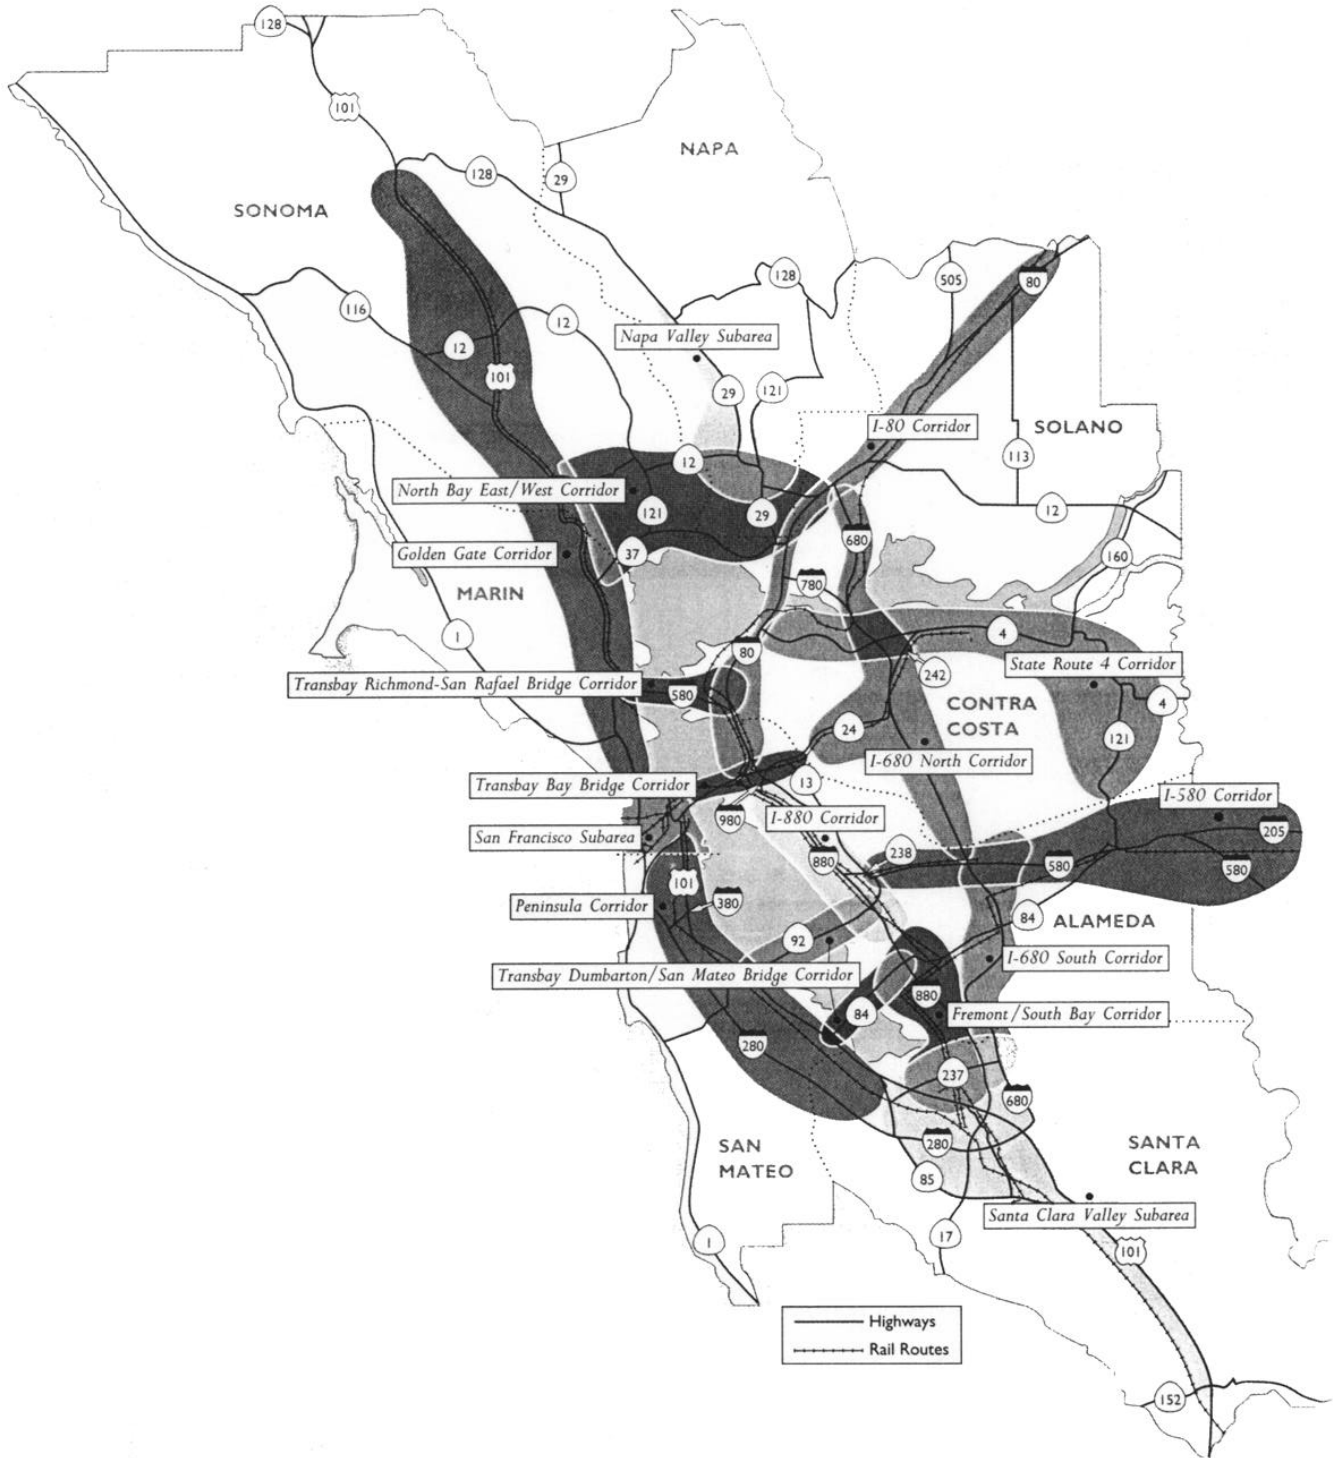 128
101
NAPA
128
29
SONOMA
128
505
80
116
12
12
Napa Valley Subarea
101
29
121
I-80 Corridor
SOLANO
113
12
North Bay East/West Corridor
121
29
12
680
Golden Gate Corridor
37
160
780
MARIN
1
4
80
State Route 4 Corridor
242
Transbay Richmond-San Rafael Bridge Corridor
580
CONTRA
COSTA
4
24
121
I-680 North Corridor
Transbay Bay Bridge Corridor
13
I-580 Corridor
980
I-880 Corridor
205
San Francisco Subarea
880
238
580
580
101
380
Peninsula Corridor
84
ALAMEDA
92
I-680 South Corridor
Transbay Dumbarton/San Mateo Bridge Corridor
880
84
Fremont/South Bay Corridor
280
237
680
SAN
MATEO
280
SANTA
CLARA
85
Santa Clara Valley Subarea
17
1
101
Highways
Rail Routes
152